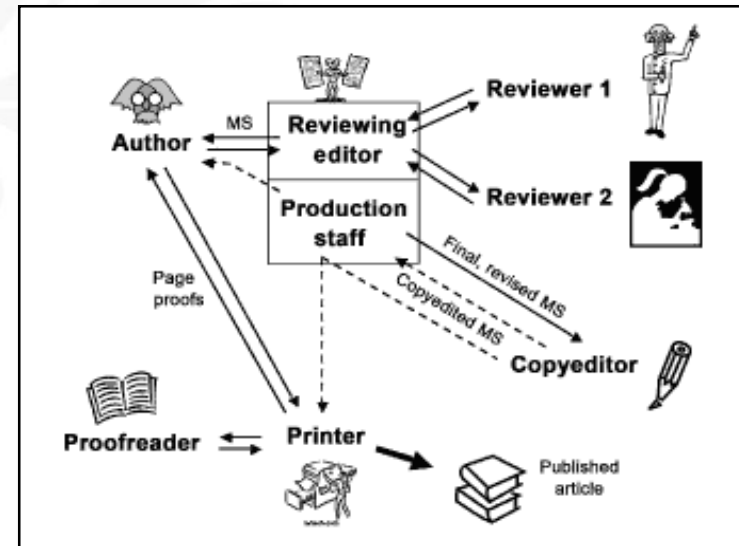 Reviewer 1
MS
Author
Reviewing
editor
Reviewer 2
Production
staff
Final, revised MS
Copyedited MS
Page
proofs
Copyeditor
Proofreader
Printer
Published
article